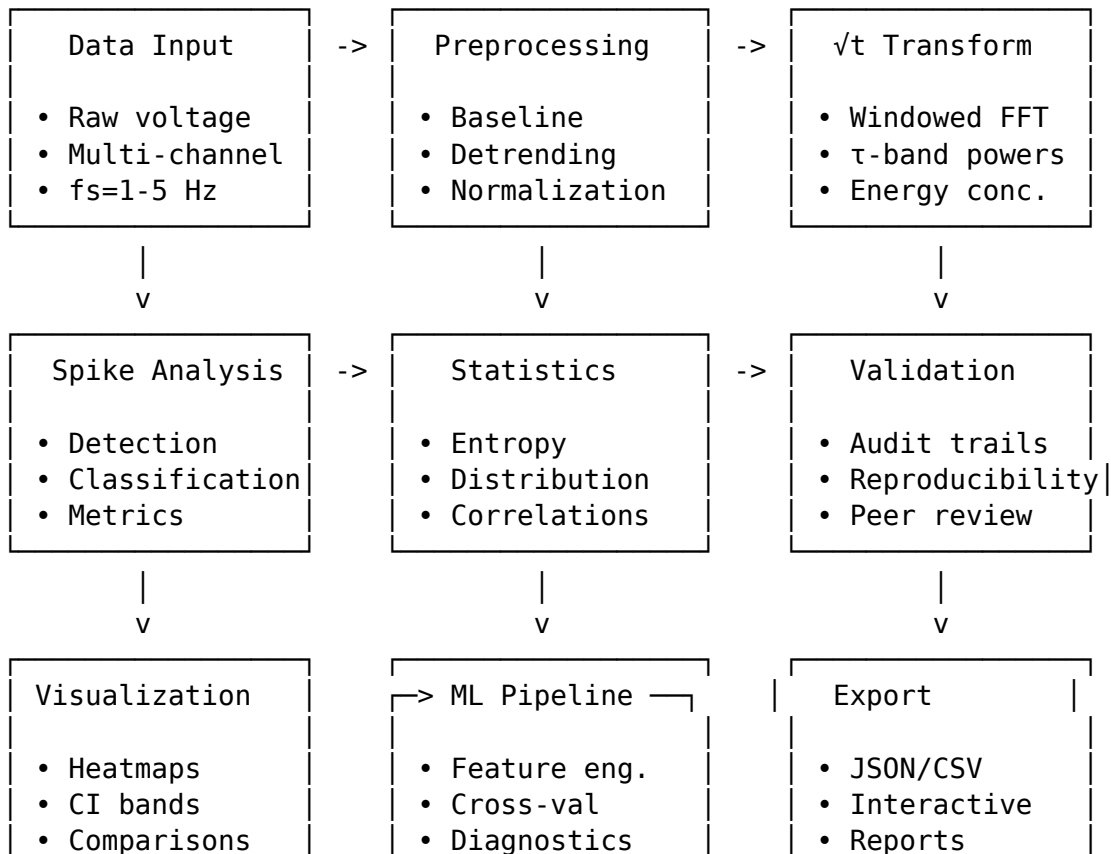 Data Input -> Preprocessing -> √t Transform
• Raw voltage • Baseline • Windowed FFT
• Multi-channel • Detrending • τ-band powers
• fs=1-5 Hz • Normalization • Energy conc.
v v v
Spike Analysis -> Statistics -> Validation
• Detection • Entropy • Audit trails
• Classification • Distribution • Reproducibility
• Metrics • Correlations • Peer review
v v v
Visualization ─> ML Pipeline ─ Export
• Heatmaps • Feature eng. • JSON/CSV
• CI bands • Cross-val • Interactive
• Comparisons • Diagnostics • Reports